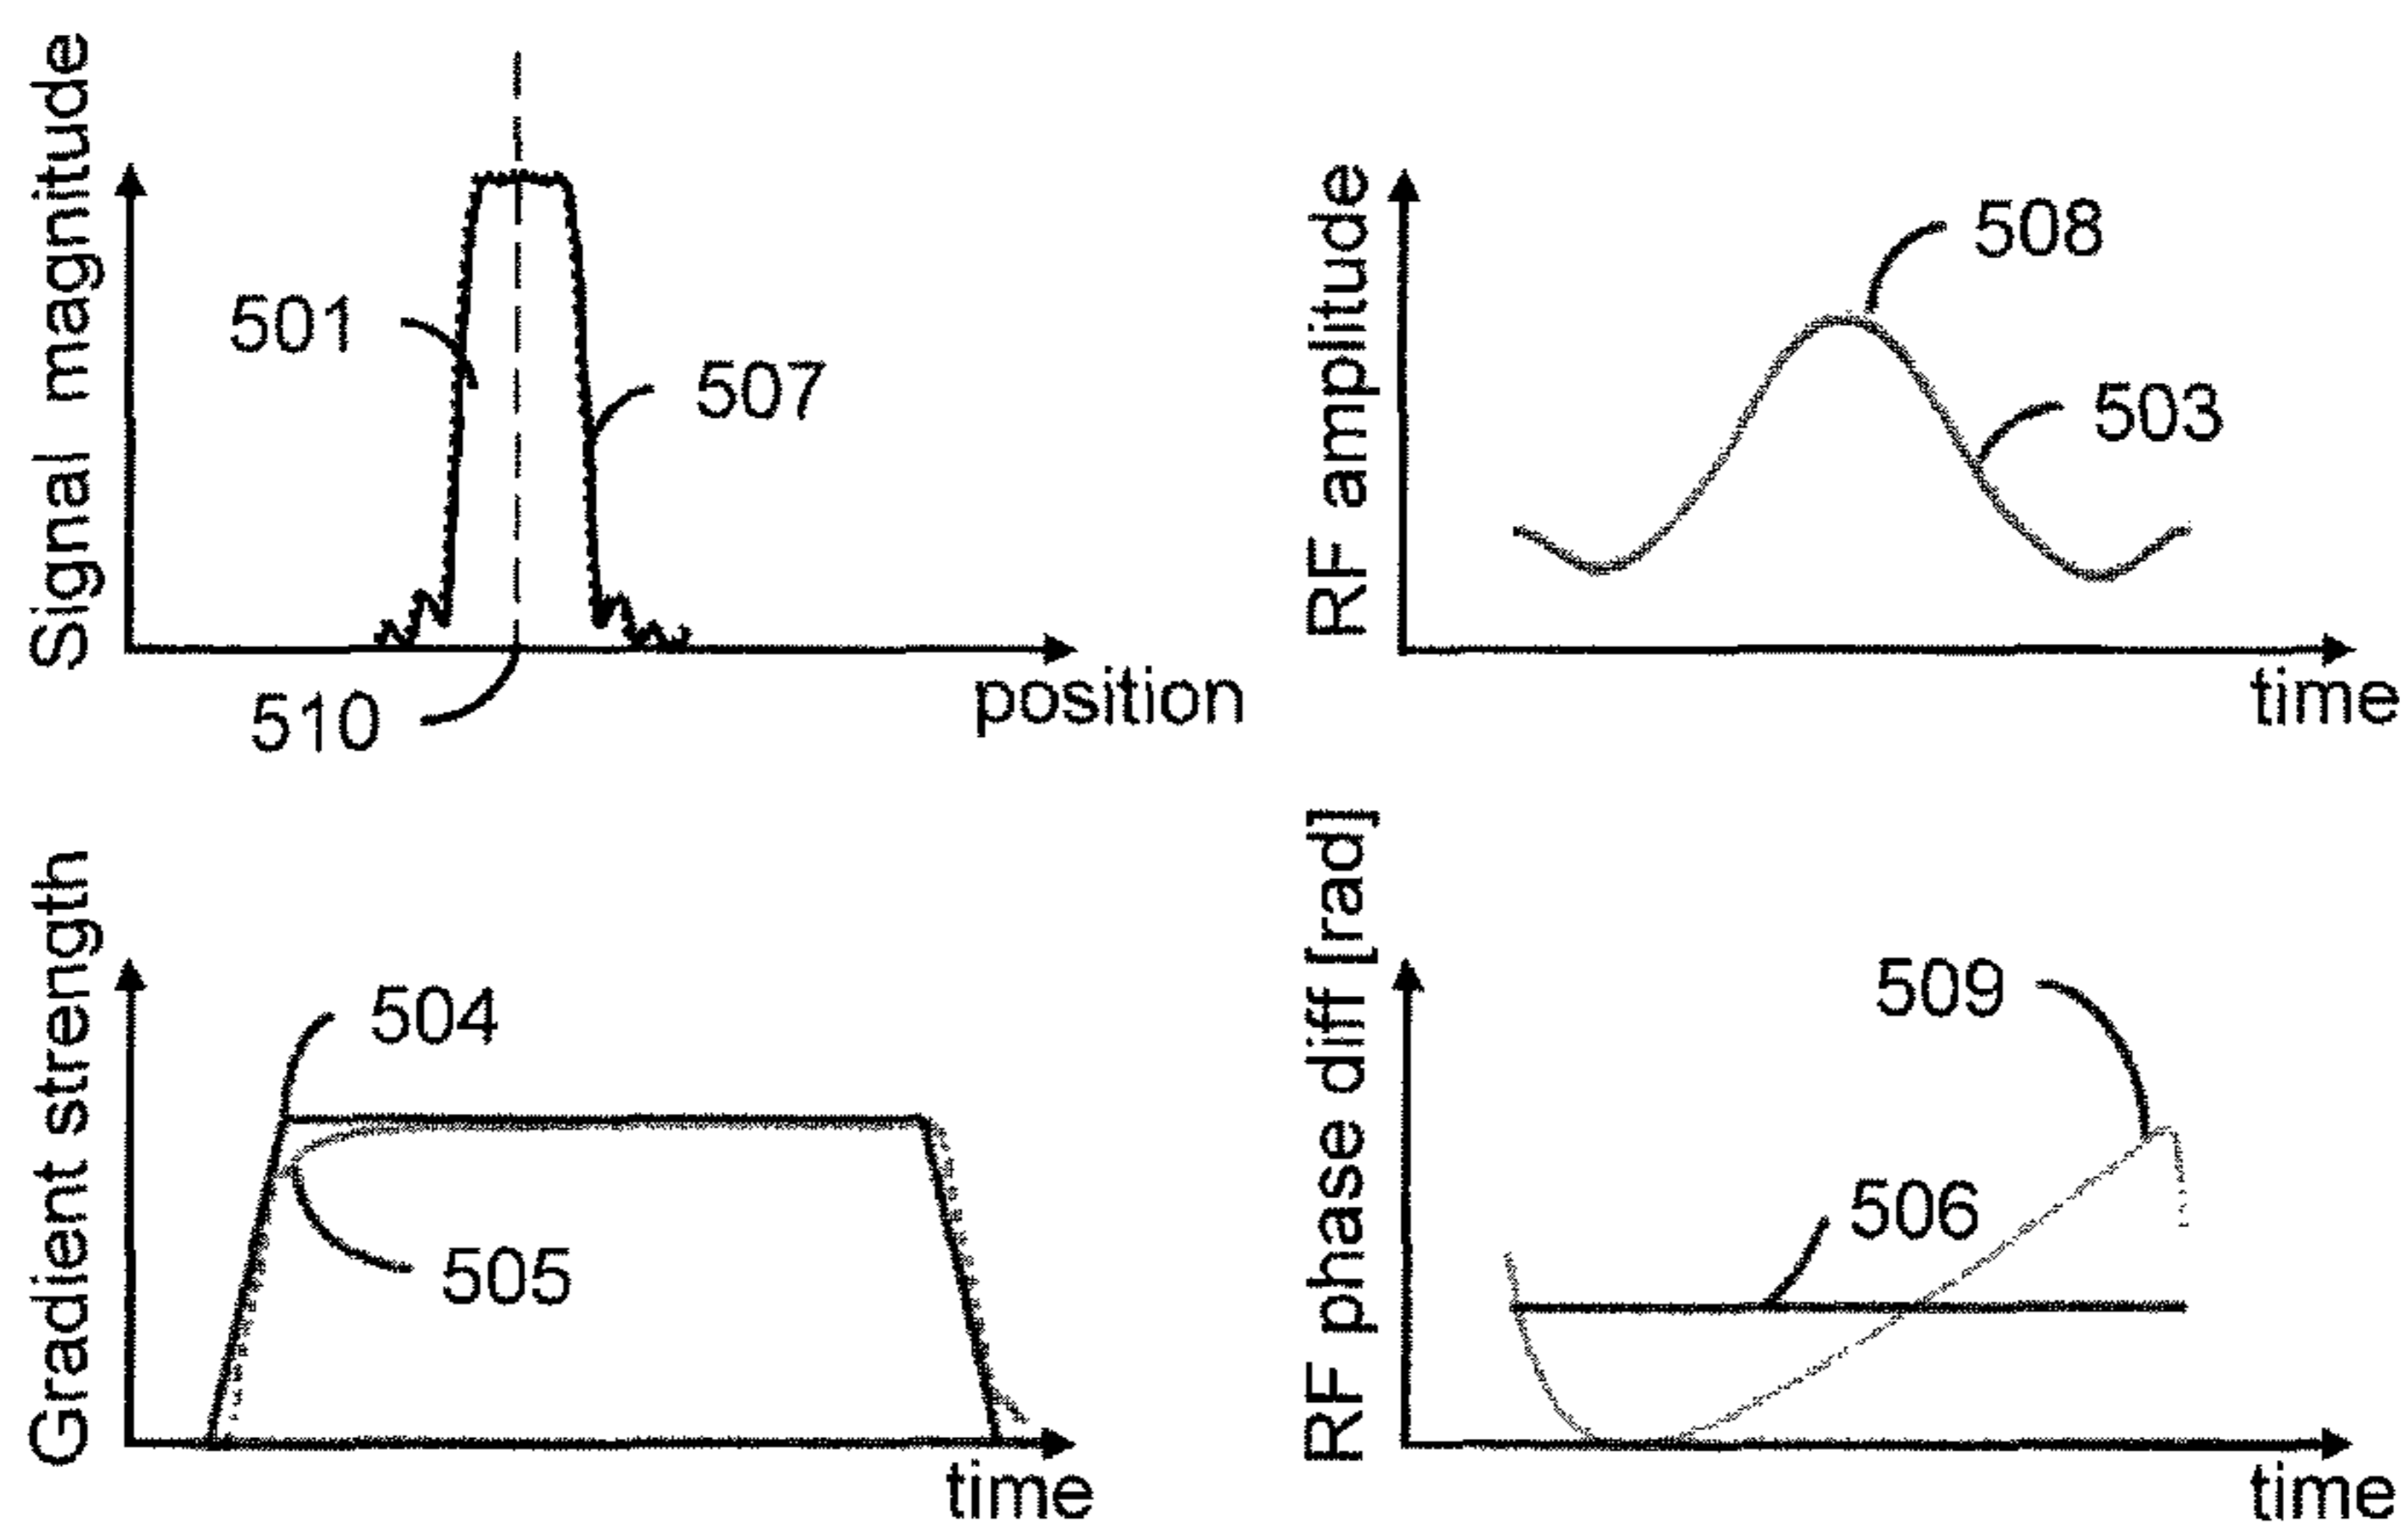 Signal magnitude
501
507
510
position
RF amplitude
508
503
time
Gradient strength
504
505
time
RF phase diff [rad]
509
506
time